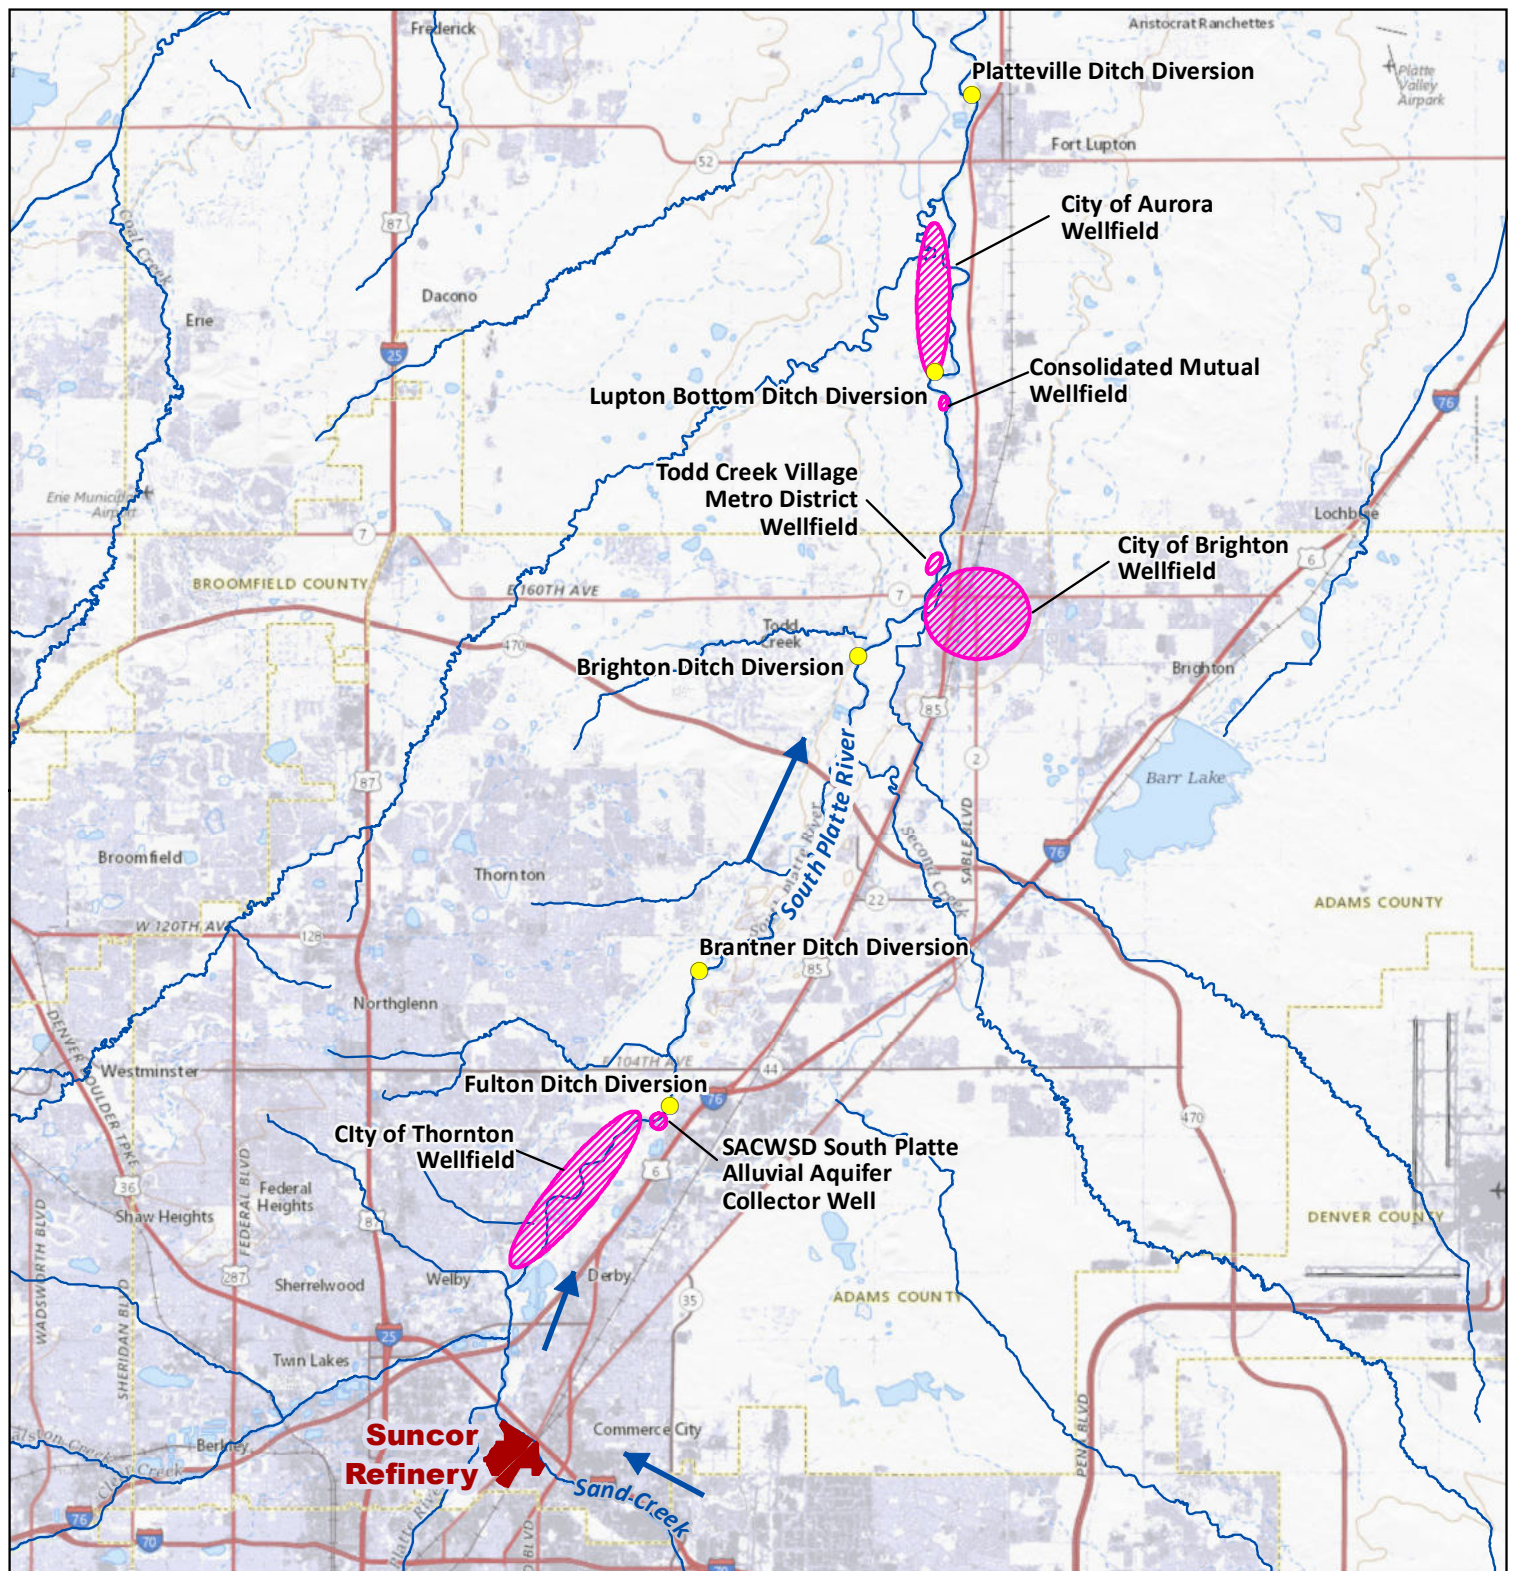 Frederick
Aristocrat Ranchettes
Platteville Ditch Diversion
Platte
Valley
Airpark
Fort Lupton
52
City of Aurora
Wellfield
87
Coal Creek
Dacono
Erie
25
Consolidated Mutual
Wellfield
Lupton Bottom Ditch Diversion
76
Todd Creek Village
Metro District
Wellfield
Erie Municipal
Airport
Lochbuie
7
City of Brighton
Wellfield
6
BROOMFIELD COUNTY
E 160TH AVE
7
Todd
Creek
470
Brighton Ditch Diversion
Brighton
85
2
Barr Lake
87
South Platte River
South Platte River
SABLE BLVD
Second Creek
76
Broomfield
Thornton
22
ADAMS COUNTY
W 120TH AVE
128
Brantner Ditch Diversion
85
Northglenn
DENVER BOULDER TPKE
E 104TH AVE
44
Westminster
Fulton Ditch Diversion
76
470
CIty of Thornton
Wellfield
SACWSD South Platte
Alluvial Aquifer
Collector Well
6
36
Federal
Heights
FEDERAL BLVD
Shaw Heights
87
DENVER COUNTY
WADSWORTH BLVD
287
Sherrelwood
Welby
Derby
35
ADAMS COUNTY
SHERIDAN BLVD
25
Twin Lakes
PENA BLVD
Suncor
Refinery
Commerce City
Berkley
Clear Creek
Sand Creek
Platte River
76
70